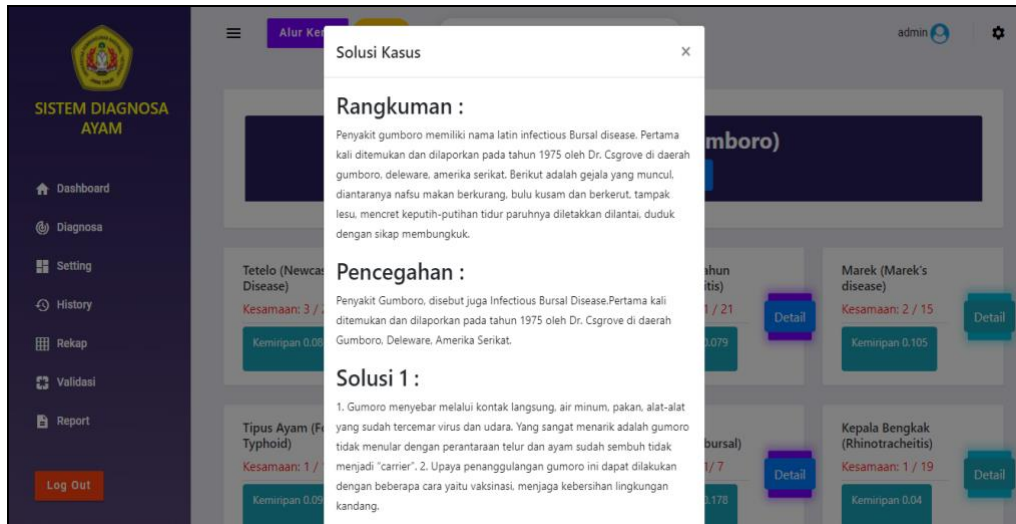 SISTEM DIAGNOSA
AYAM
Dashboard
Diagnosa
Setting
History
Rekap
Validasi
Report
Log Out
Alur
admin
Solusi Kasus
×
Rangkuman :
Penyakit gumboro memiliki nama latin infectious Bursal disease. Pertama
kali ditemukan dan dilaporkan pada tahun 1975 oleh Dr. Csgrove di daerah
gumboro, deleware, amerika serikat. Berikut adalah gejala yang muncul,
diantaranya nafsu makan berkurang, bulu kusam dan berkerut, tampak
lesu, mencret keputih-putihan tidur paruhnya diletakkan dilantai, duduk
dengan sikap membungkuk.
Pencegahan :
Penyakit Gumboro, disebut juga Infectious Bursal Disease.Pertama kali
ditemukan dan dilaporkan pada tahun 1975 oleh Dr. Csgrove di daerah
Gumboro, Deleware, Amerika Serikat.
Solusi 1 :
1. Gumoro menyebar melalui kontak langsung, air minum, pakan, alat-alat
yang sudah tercemar virus dan udara. Yang sangat menarik adalah gumoro
tidak menular dengan perantaraan telur dan ayam sudah sembuh tidak
menjadi "carrier". 2. Upaya penanggulangan gumoro ini dapat dilakukan
dengan beberapa cara yaitu vaksinasi, menjaga kebersihan lingkungan
kandang.
mboro)
Tetelo (Newcas
Disease)
Kesamaan: 3 /
Kemiripan 0.08
ahun
itis)
1 / 21
0.079
Detail
Marek (Marek's
disease)
Kesamaan: 2 / 15
Kemiripan 0.105
Detail
Tipus Ayam (F
Typhoid)
Kesamaan: 1 /
Kemiripan 0.09
bursal)
1/ 7
0.178
Detail
Kepala Bengkak
(Rhinotracheitis)
Kesamaan: 1 / 19
Kemiripan 0.04
Detail